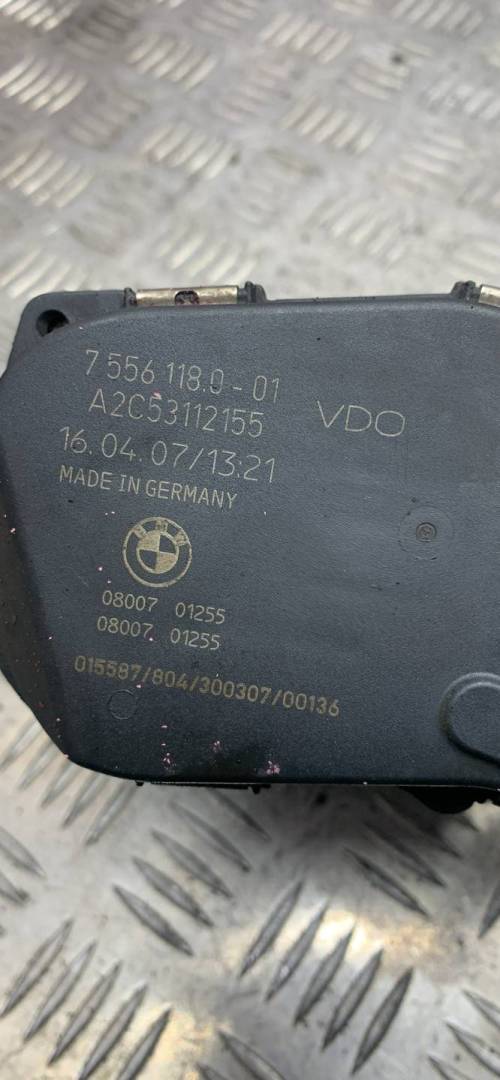 7 556 118.0 - 01
A2C53112155
VDO
16.04.07/13:21
MADE IN GERMANY
BMW
08007 01255
08007 01255
015587/804/300307/00136